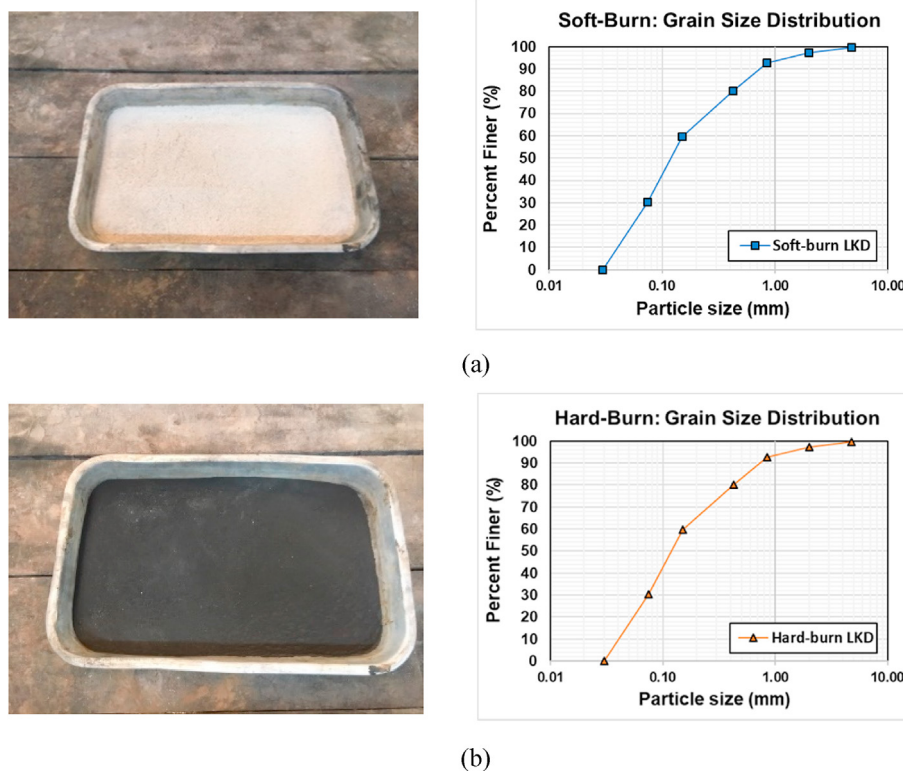 Soft-Burn: Grain Size Distribution
Percent Finer (%)
100
90
80
70
60
50
40
30
20
10
0
Soft-burn LKD
0.01 0.10 1.00 10.00
Particle size (mm)
(a)
Hard-Burn: Grain Size Distribution
Percent Finer (%)
100
90
80
70
60
50
40
30
20
10
0
Hard-burn LKD
0.01 0.10 1.00 10.00
Particle size (mm)
(b)